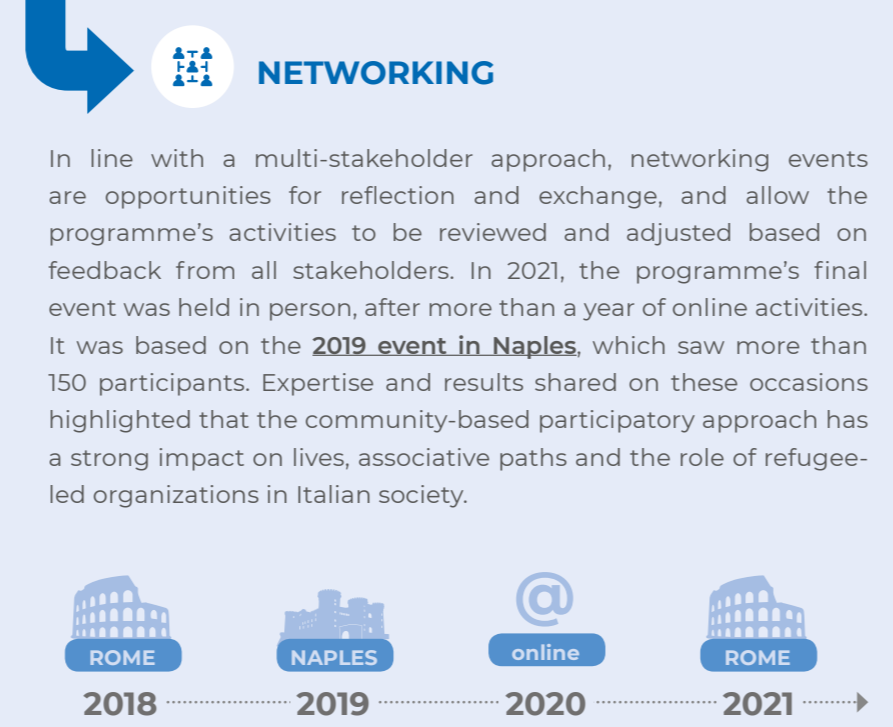 NETWORKING
In line with a multi-stakeholder approach, networking events
are opportunities for reflection and exchange, and allow the
programme’s activities to be reviewed and adjusted based on
feedback from all stakeholders. In 2021, the programme’s final
event was held in person, after more than a year of online activities.
It was based on the 2019 event in Naples, which saw more than
150 participants. Expertise and results shared on these occasions
highlighted that the community-based participatory approach has
a strong impact on lives, associative paths and the role of refugee-
led organizations in Italian society.
@
ROME NAPLES online ROME
2018 2019 2020 2021